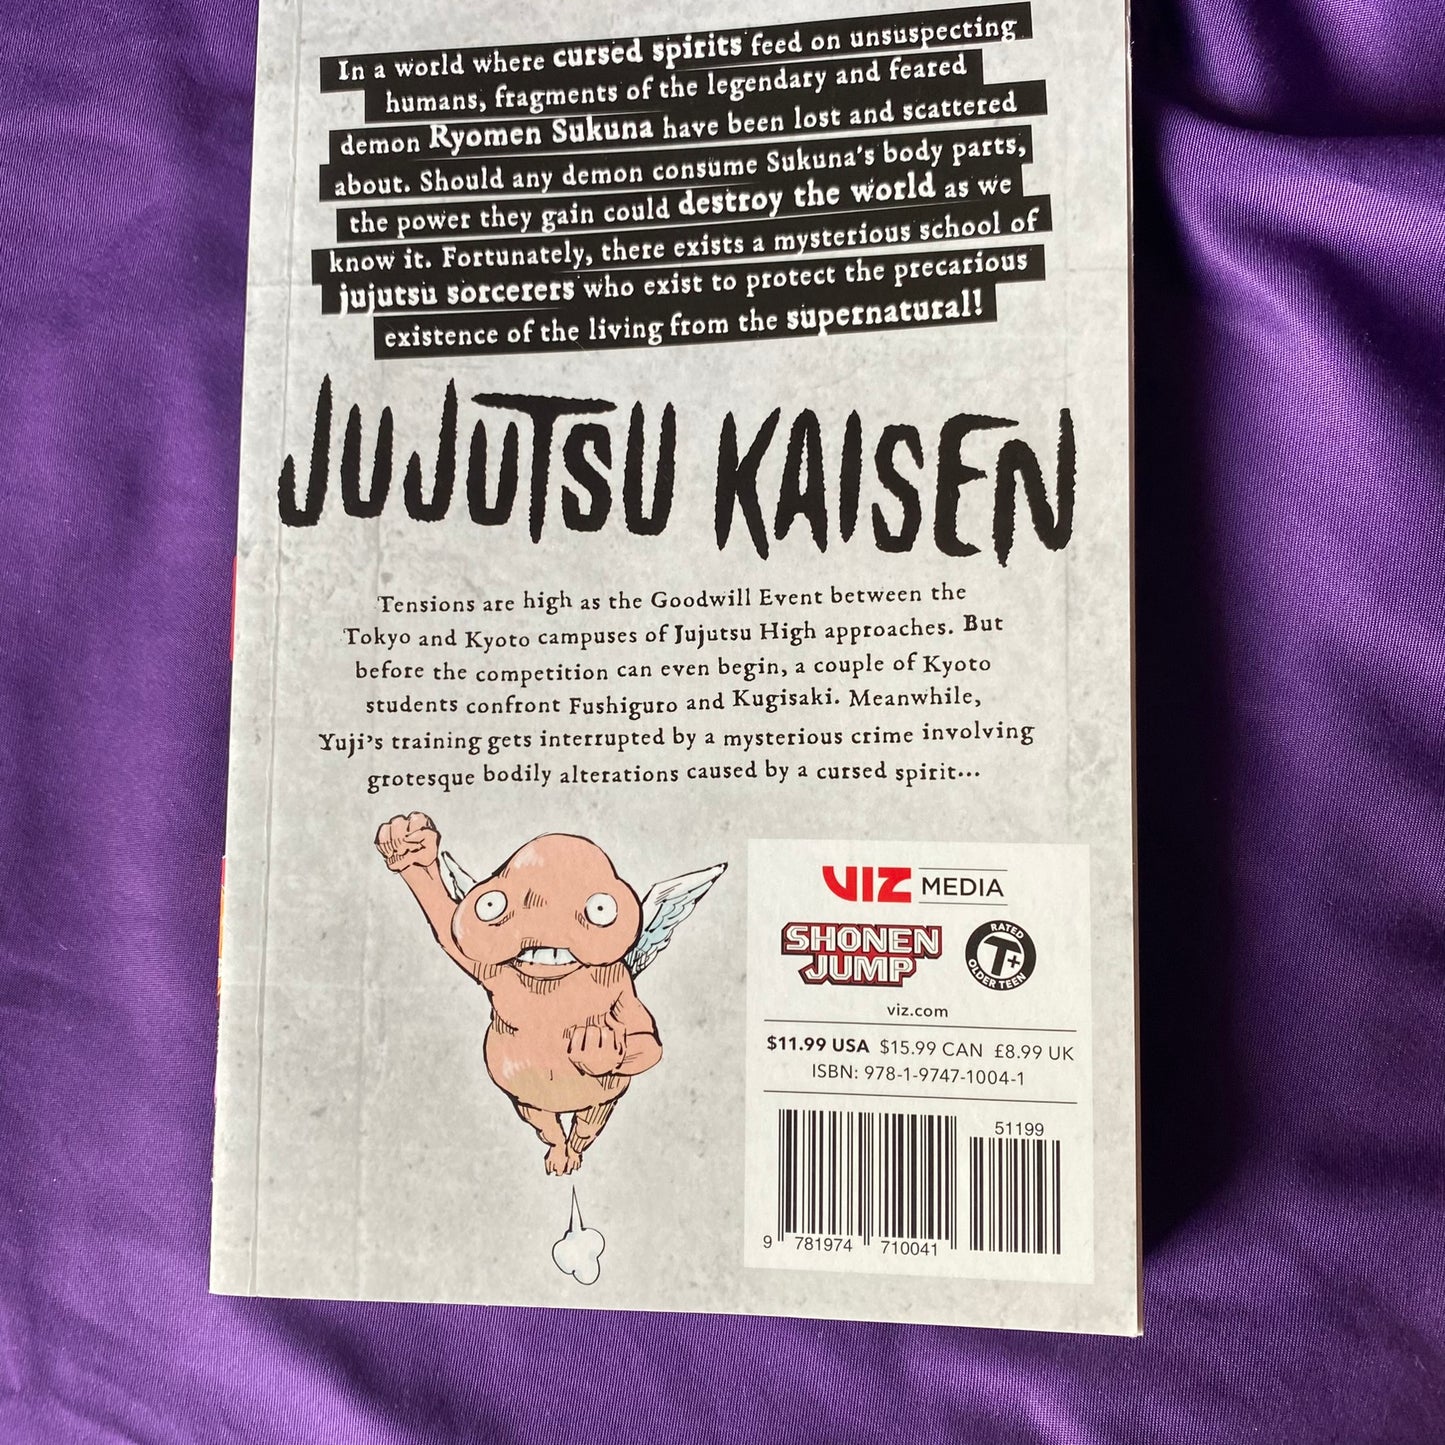 In a world where cursed spirits feed on unsuspecting
humans, fragments of the legendary and feared
demon Ryomen Sukuna have been lost and scattered
about. Should any demon consume Sukuna's body parts,
the power they gain could destroy the world as we
know it. Fortunately, there exists a mysterious school of
jujutsu sorcerers who exist to protect the precarious
existence of the living from the supernatural!
JUJUTSU KAISEN
Tensions are high as the Goodwill Event between the
Tokyo and Kyoto campuses of Jujutsu High approaches. But
before the competition can even begin, a couple of Kyoto
students confront Fushiguro and Kugisaki. Meanwhile,
Yuji's training gets interrupted by a mysterious crime involving
grotesque bodily alterations caused by a cursed spirit...
VIZ MEDIA
SHONEN
JUMP
RATED
T+
OLDER TEEN
viz.com
$11.99 USA $15.99 CAN £8.99 UK
ISBN: 978-1-9747-1004-1
51199
9 781974 710041